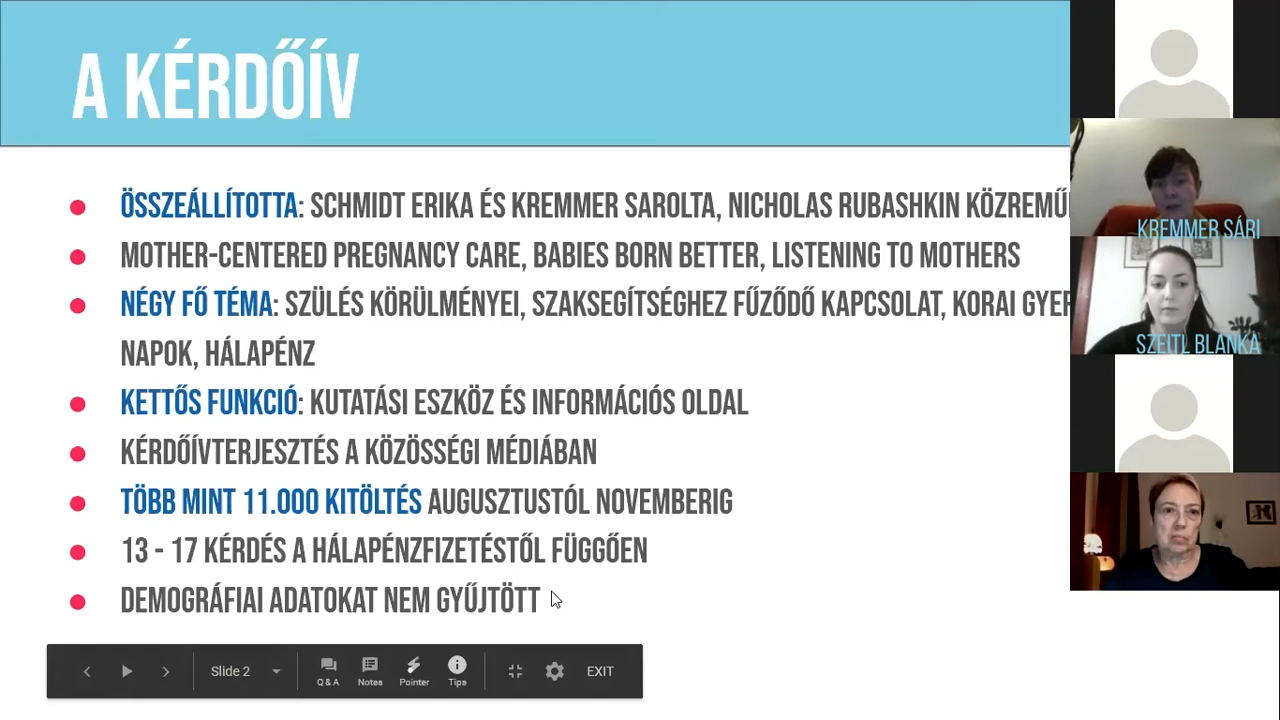 A KÉRDŐÍV
ÖSSZEÁLLÍTOTTA: SCHMIDT ERIKA ÉS KREMMER SAROLTA, NICHOLAS RUBASHKIN KÖZREMŰ
MOTHER-CENTERED PREGNANCY CARE, BABIES BORN BETTER, LISTENING TO MOTHERS
NÉGY FŐ TÉMA: SZÜLÉS KÖRÜLMÉNYEI, SZAKSEGÍTSÉGHEZ FŰZŐDŐ KAPCSOLAT, KORAI GYER
NAPOK, HÁLAPÉNZ
KETTŐS FUNKCIÓ: KUTATÁSI ESZKÖZ ÉS INFORMÁCIÓS OLDAL
KÉRDŐÍVTERJESZTÉS A KÖZÖSSÉGI MÉDIÁBAN
TÖBB MINT 11.000 KITÖLTÉS AUGUSZTUSTÓL NOVEMBERIG
13 - 17 KÉRDÉS A HÁLAPÉNZFIZETÉSTŐL FÜGGŐEN
DEMOGRÁFIAI ADATOKAT NEM GYŰJTÖTT
KREMMER SÁRI
SZEITL BLANKA
Slide 2
Q & A
Notes
Pointer
Tips
EXIT